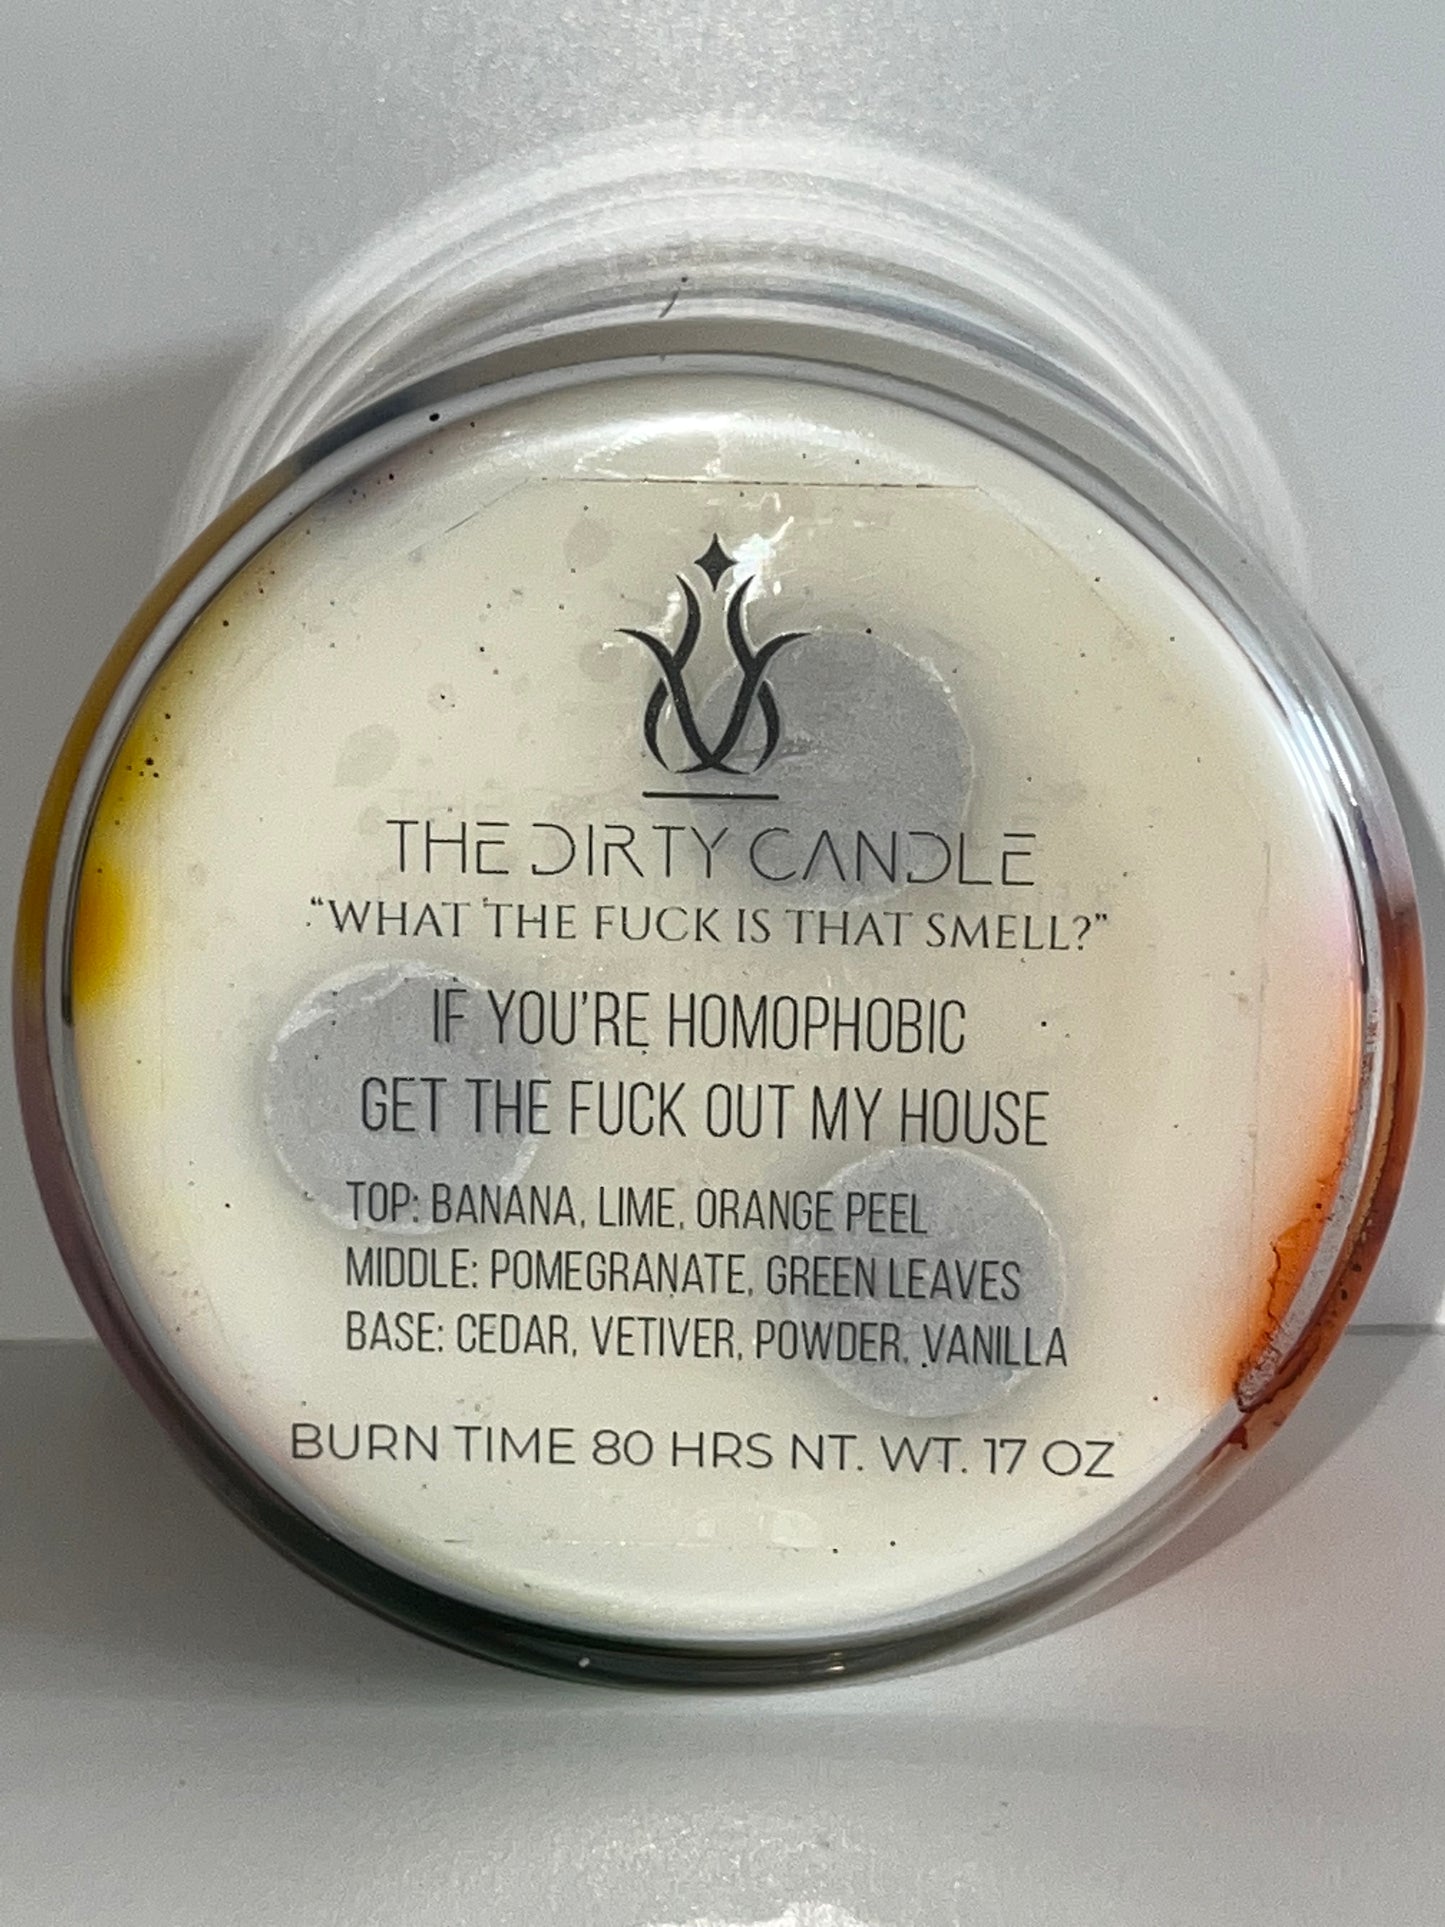 THE DIRTY CANDLE
“WHAT THE FUCK IS THAT SMELL?”
IF YOU'RE HOMOPHOBIC
GET THE FUCK OUT MY HOUSE
TOP: BANANA, LIME, ORANGE PEEL
MIDDLE: POMEGRANATE, GREEN LEAVES
BASE: CEDAR, VETIVER, POWDER, VANILLA
BURN TIME 80 HRS NT. WT. 17 OZ